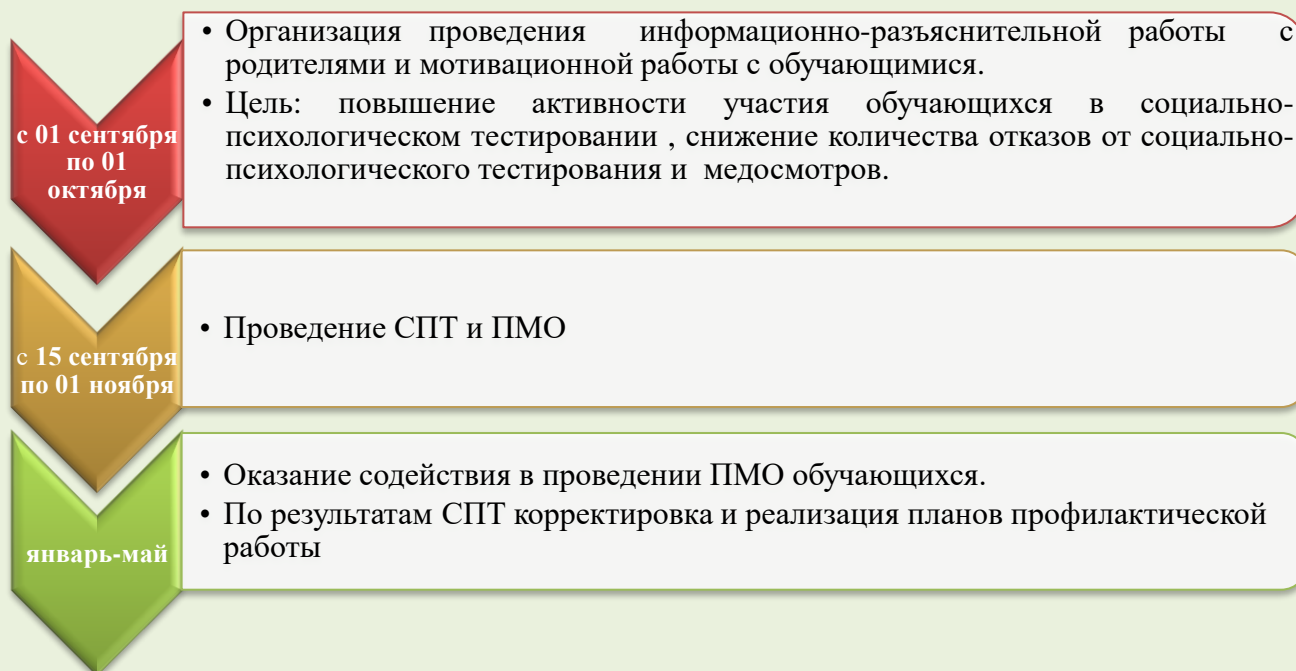 с 01 сентября
по 01
октября
• Организация проведения информационно-разъяснительной работы с
родителями и мотивационной работы с обучающимися.
• Цель: повышение активности участия обучающихся в социально-
психологическом тестировании , снижение количества отказов от социально-
психологического тестирования и медосмотров.
с 15 сентября
по 01 ноября
• Проведение СПТ и ПМО
январь-май
• Оказание содействия в проведении ПМО обучающихся.
• По результатам СПТ корректировка и реализация планов профилактической
работы